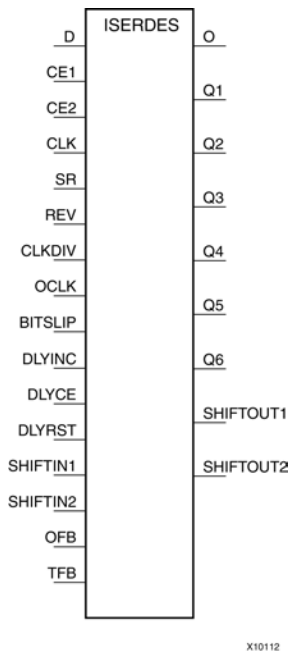 ISERDES
D
CE1
CE2
CLK
SR
REV
CLKDIV
OCLK
BITSLIP
DLYINC
DLYCE
DLYRST
SHIFTIN1
SHIFTIN2
OFB
TFB
O
Q1
Q2
Q3
Q4
Q5
Q6
SHIFTOUT1
SHIFTOUT2
X10112